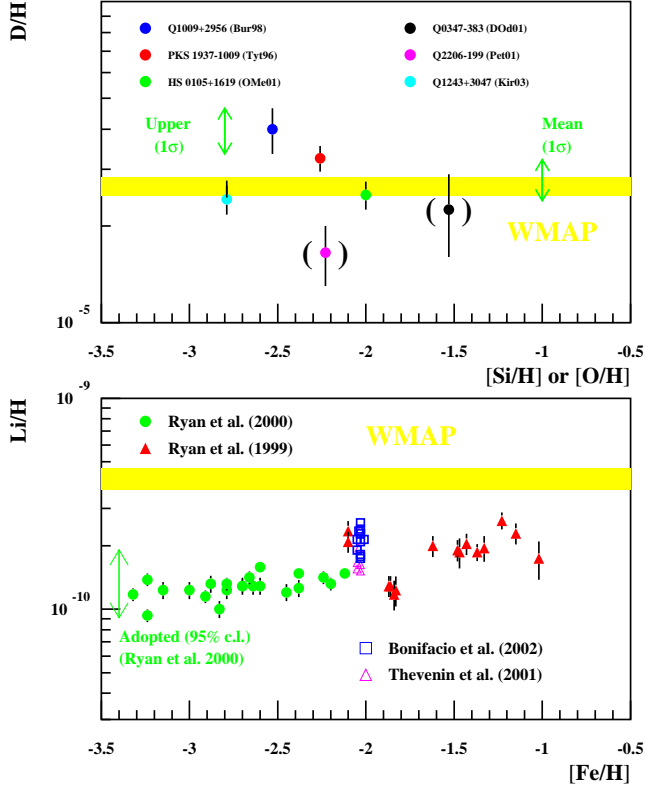 D/H
Q1009+2956 (Bur98)
PKS 1937-1009 (Tyt96)
HS 0105+1619 (OMe01)
Q0347-383 (DOd01)
Q2206-199 (Pet01)
Q1243+3047 (Kir03)
Upper
(1σ)
Mean
(1σ)
( )
( )
WMAP
10 -5
-3.5 -3 -2.5 -2 -1.5 -1 -0.5
[Si/H] or [O/H]
Li/H
10 -9
Ryan et al. (2000)
Ryan et al. (1999)
WMAP
10 -10
Adopted (95% c.l.)
(Ryan et al. 2000)
Bonifacio et al. (2002)
Thevenin et al. (2001)
-3.5 -3 -2.5 -2 -1.5 -1 -0.5
[Fe/H]